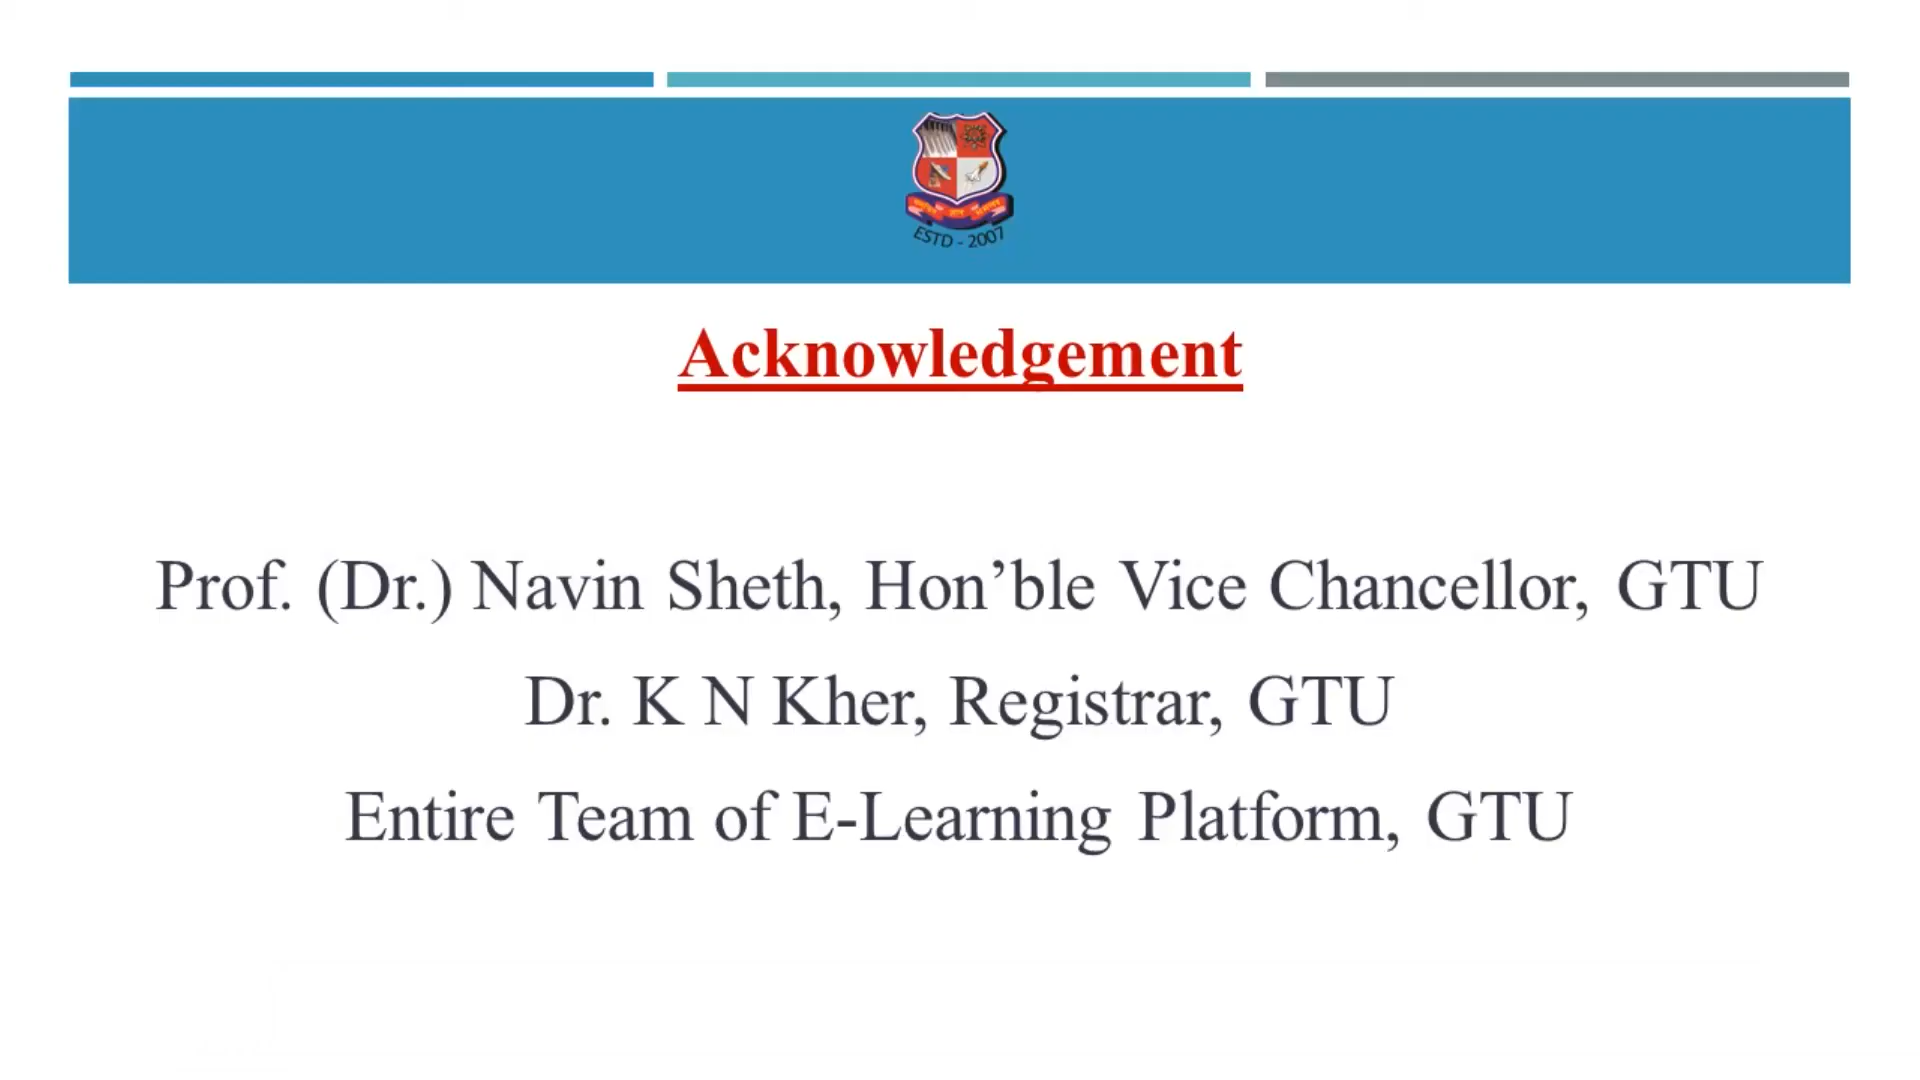 ESTD - 2007
Acknowledgement
Prof. (Dr.) Navin Sheth, Hon’ble Vice Chancellor, GTU
Dr. K N Kher, Registrar, GTU
Entire Team of E-Learning Platform, GTU